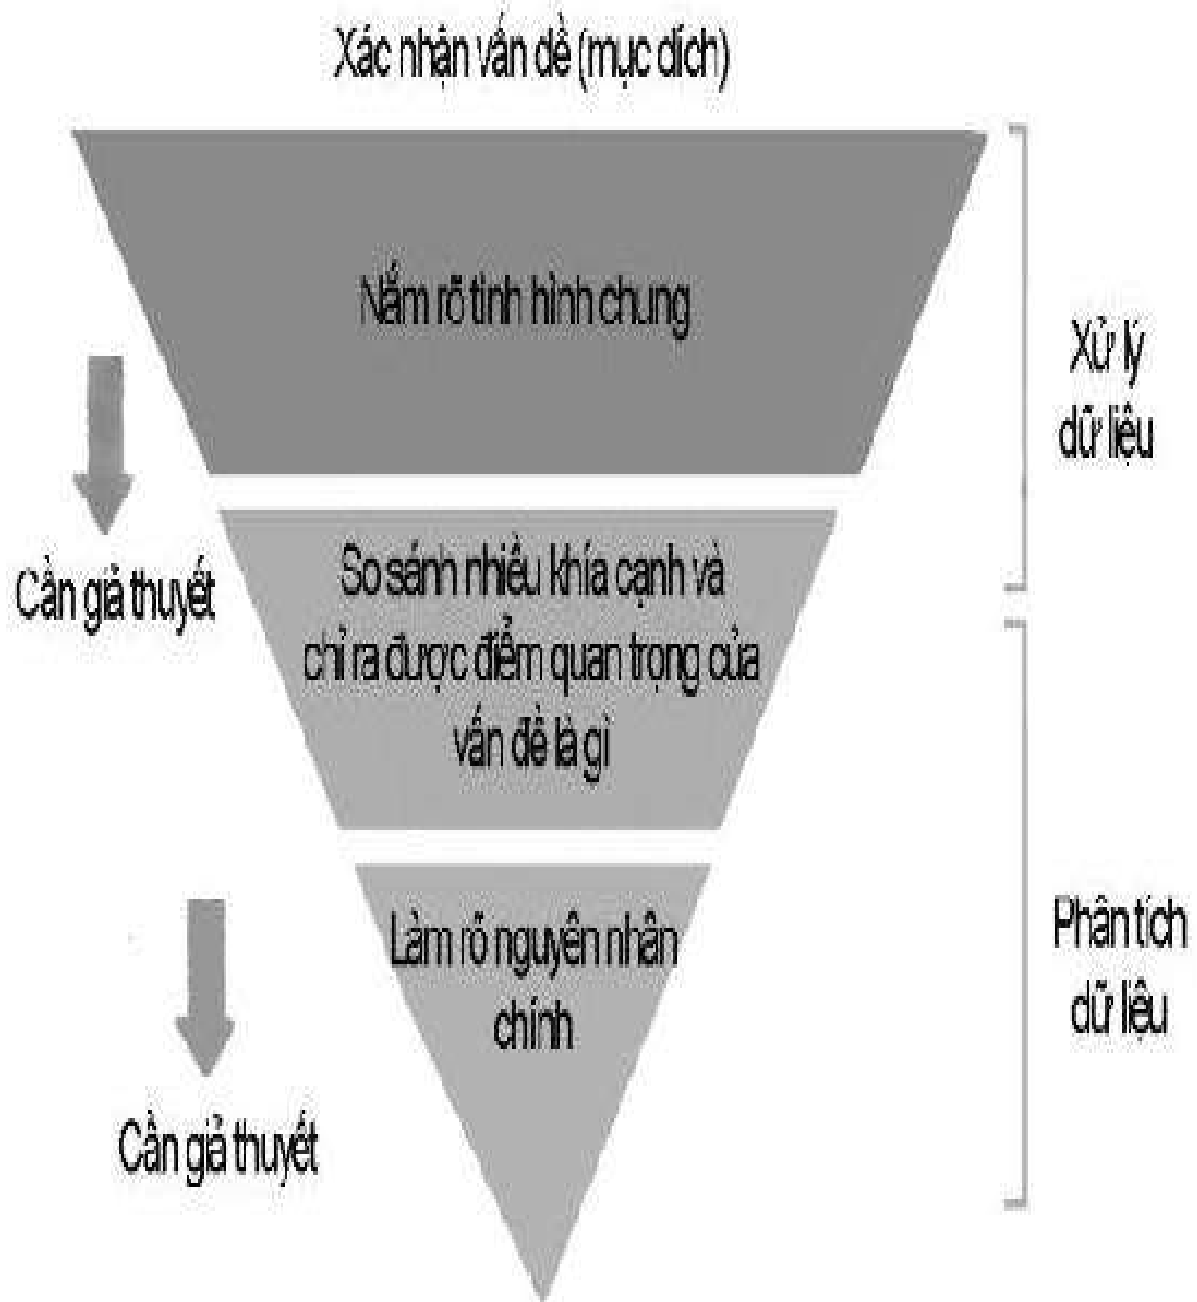 Xác nhận vấn dề (mục dích)
Nắm rõ tình hình chung
Xử lý
dữ liệu
Cần giả thuyết
So sánh nhiều khía cạnh và
chỉ ra được điểm quan trọng của
vấn đề là gì
Làm rõ nguyên nhân
chính
Phân tích
dữ liệu
Cần giả thuyết